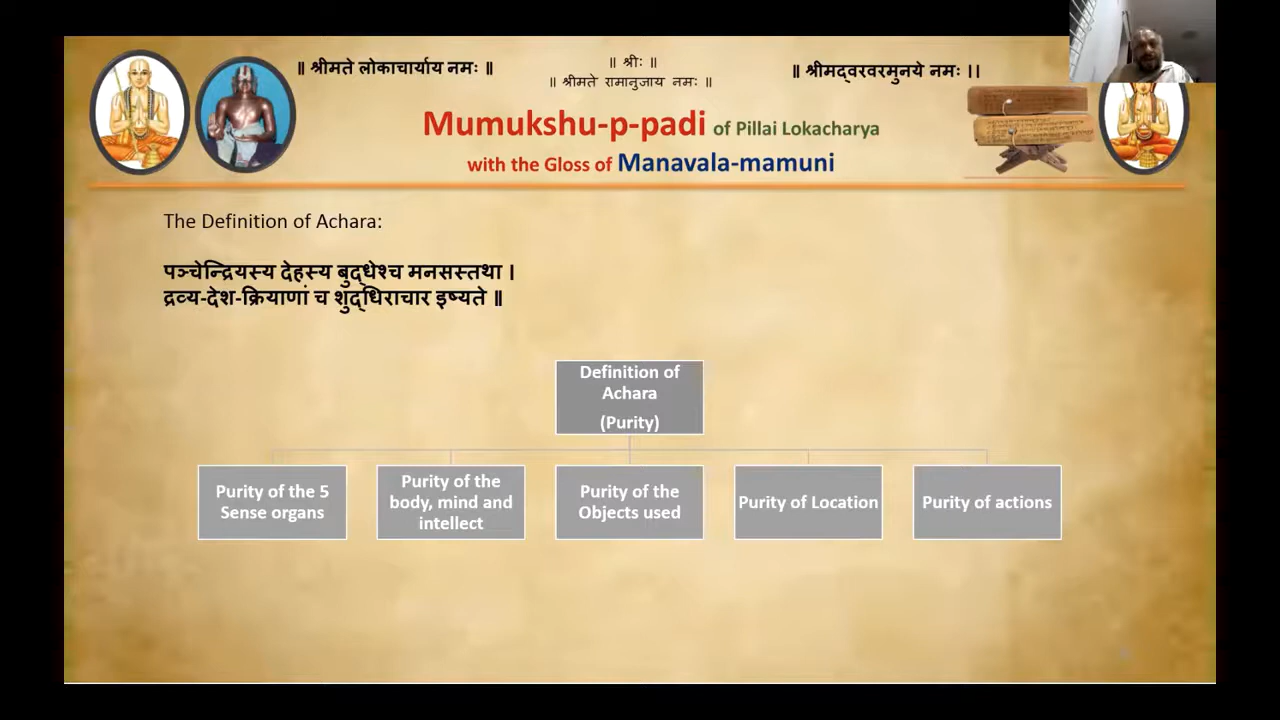 ॥ श्रीमते लोकाचार्याय नमः ॥
॥ श्रीः ॥
॥ श्रीमते रामानुजाय नमः ॥
॥ श्रीमद्वरवरमुनये नमः ।।
Mumukshu-p-padi of Pillai Lokacharya
with the Gloss of Manavala-mamuni
The Definition of Achara:
पञ्चेन्द्रियस्य देहस्य बुद्धेश्च मनसस्तथा ।
द्रव्य-देश-क्रियाणां च शुद्धिराचार इष्यते ॥
Definition of
Achara
(Purity)
Purity of the 5
Sense organs
Purity of the
body, mind and
intellect
Purity of the
Objects used
Purity of Location
Purity of actions